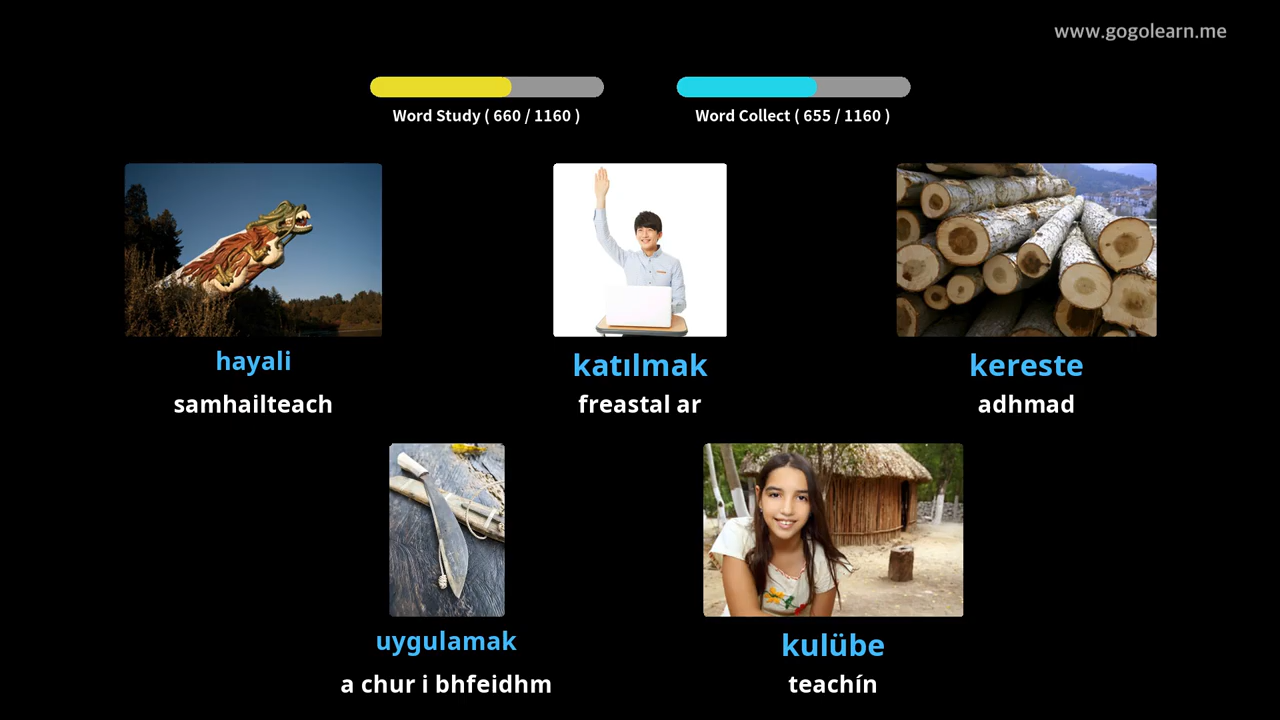 www.gogolearn.me
Word Study ( 660 / 1160 )
Word Collect ( 655 / 1160 )
hayali
katılmak
kereste
samhailteach
freastal ar
adhmad
uygulamak
kulübe
a chur i bhfeidhm
teachín